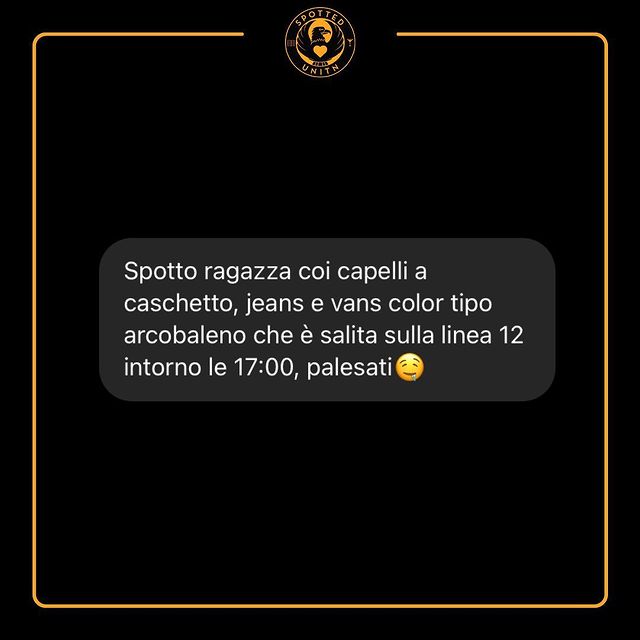 SPOTTED
UNITN
Spotto ragazza coi capelli a
caschetto, jeans e vans color tipo
arcobaleno che è salita sulla linea 12
intorno le 17:00, palesati🤤